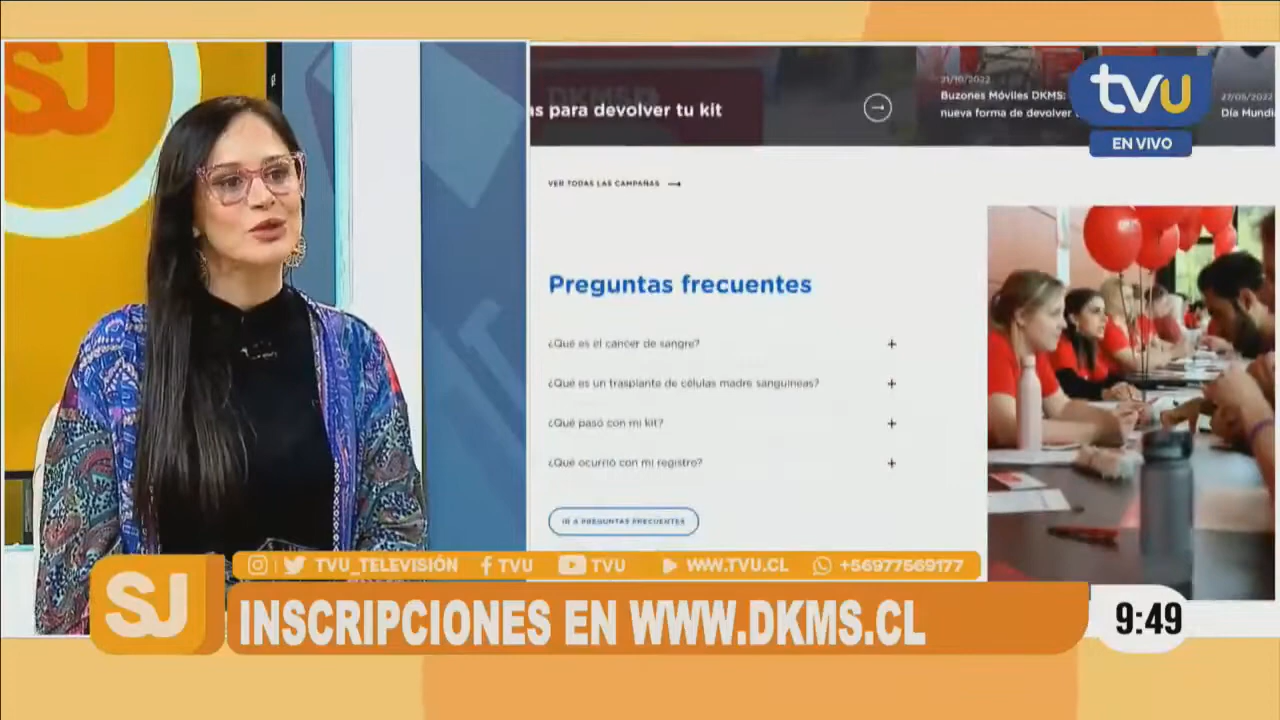 SJ
as para devolver tu kit
21/10/2022
Buzones Móviles DKMS:
nueva forma de devolver
27/05/2022
Día Mundi
tvu
EN VIVO
VER TODAS LAS CAMPAÑAS
Preguntas frecuentes
¿Qué es el cáncer de sangre?
¿Qué es un trasplante de células madre sanguíneas?
¿Qué pasó con mi kit?
¿Qué ocurrió con mi registro?
IR A PREGUNTAS FRECUENTES
TVU_TELEVISIÓN TVU TVU WWW.TVU.CL +56977569177
SJ
INSCRIPCIONES EN WWW.DKMS.CL
9:49